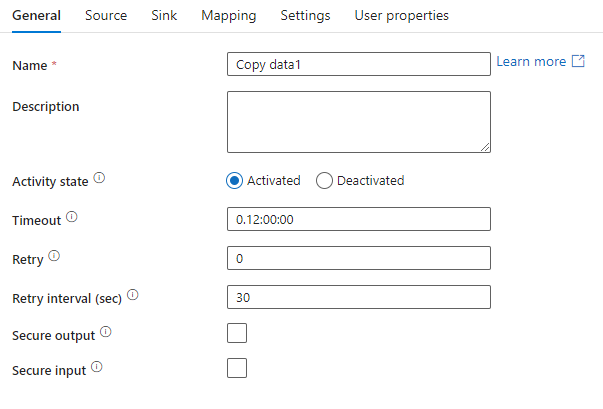 General Source Sink Mapping Settings User properties
Name * Copy data1 Learn more
Description
Activity state Activated Deactivated
Timeout 0.12:00:00
Retry 0
Retry interval (sec) 30
Secure output
Secure input